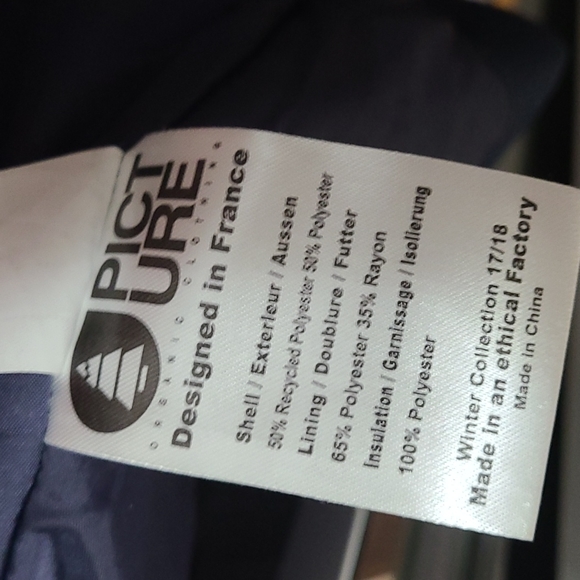 PICT
URE
ORGANIC CLOTHING
Designed in France
Shell / Exterieur / Aussen
50% Recycled Polyester 50% Polyester
Lining / Doublure / Futter
65% Polyester 35% Rayon
Insulation / Garnissage / Isolierung
100% Polyester
Winter Collection 17/18
Made in an ethical Factory
Made in China